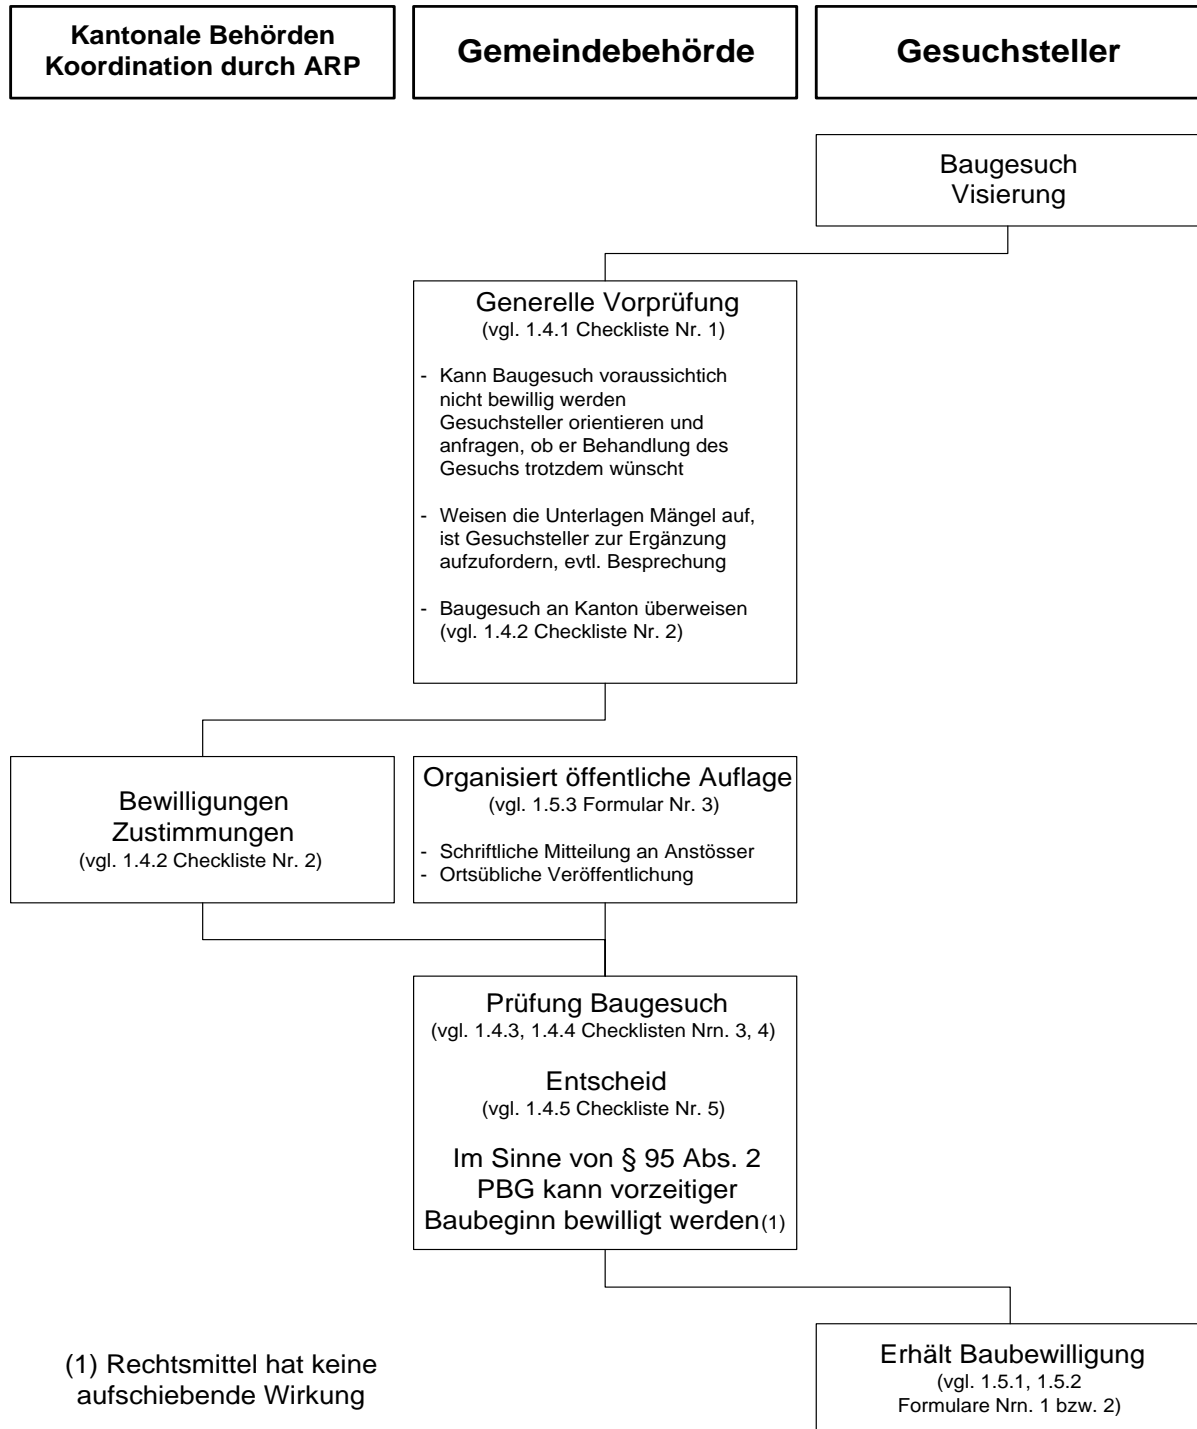 Kantonale Behörden
Koordination durch ARP
Gemeindebehörde
Gesuchsteller
Baugesuch
Visierung
Generelle Vorprüfung
(vgl. 1.4.1 Checkliste Nr. 1)
- Kann Baugesuch voraussichtich
nicht bewillig werden
Gesuchsteller orientieren und
anfragen, ob er Behandlung des
Gesuchs trotzdem wünscht
- Weisen die Unterlagen Mängel auf,
ist Gesuchsteller zur Ergänzung
aufzufordern, evtl. Besprechung
- Baugesuch an Kanton überweisen
(vgl. 1.4.2 Checkliste Nr. 2)
Bewilligungen
Zustimmungen
(vgl. 1.4.2 Checkliste Nr. 2)
Organisiert öffentliche Auflage
(vgl. 1.5.3 Formular Nr. 3)
- Schriftliche Mitteilung an Anstösser
- Ortsübliche Veröffentlichung
Prüfung Baugesuch
(vgl. 1.4.3, 1.4.4 Checklisten Nrn. 3, 4)
Entscheid
(vgl. 1.4.5 Checkliste Nr. 5)
Im Sinne von § 95 Abs. 2
PBG kann vorzeitiger
Baubeginn bewilligt werden(1)
(1) Rechtsmittel hat keine
aufschiebende Wirkung
Erhält Baubewilligung
(vgl. 1.5.1, 1.5.2
Formulare Nrn. 1 bzw. 2)